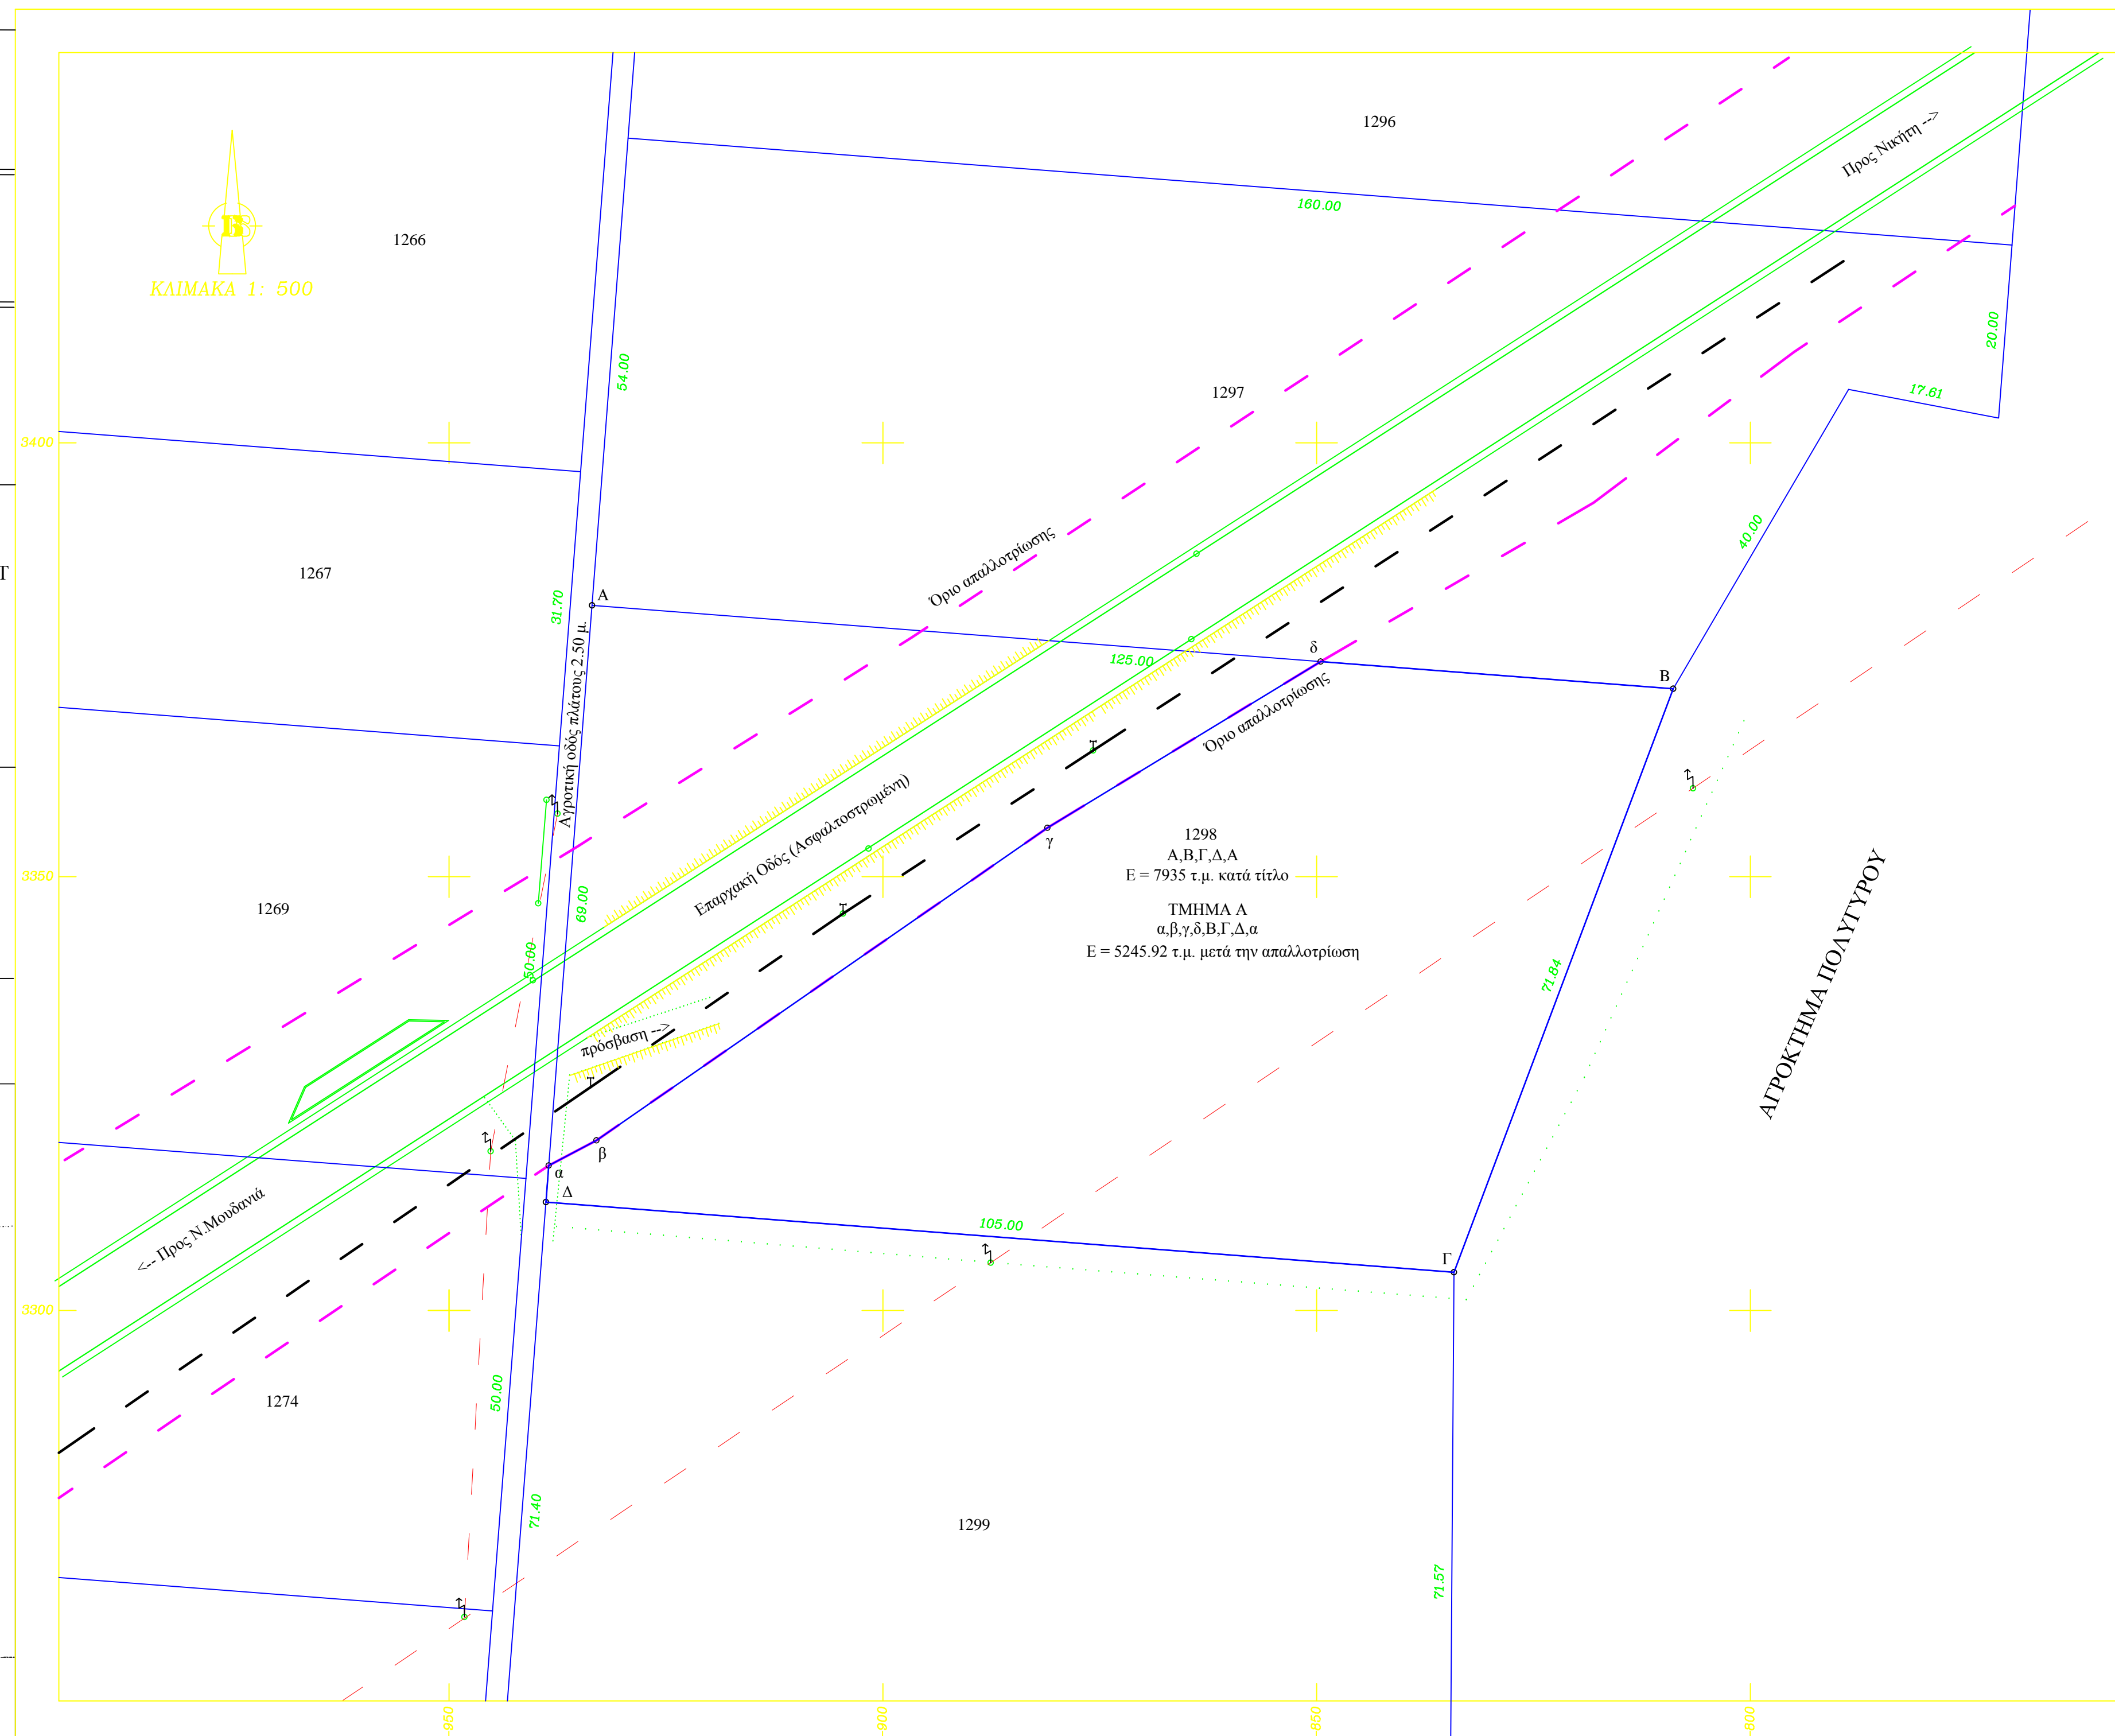 1296
Προς Νικήτη -->
160.00
1266
ΚΛΙΜΑΚΑ 1: 500
20.00
54.00
1297
17.61
3400
40.00
Όριο απαλλοτρίωσης
1267
Τ
31.70
Α
Αγροτική οδός πλάτους 2.50 μ.
125.00
δ
Β
Όριο απαλλοτρίωσης
Τ
Επαρχακή Οδός (Ασφαλτοστρωμένη)
γ
1298
Α,Β,Γ,Δ,Α
Ε = 7935 τ.μ. κατά τίτλο
ΤΜΗΜΑ Α
α,β,γ,δ,Β,Γ,Δ,α
Ε = 5245.92 τ.μ. μετά την απαλλοτρίωση
3350
1269
69.00
Τ
50.00
71.84
ΑΓΡΟΚΤΗΜΑ ΠΟΛΥΓΥΡΟΥ
πρόσβαση -->
Τ
β
α
Δ
<-- Προς Ν.Μουδανιά
105.00
Γ
3300
1274
50.00
71.40
1299
71.57
-950
-900
-850
-800